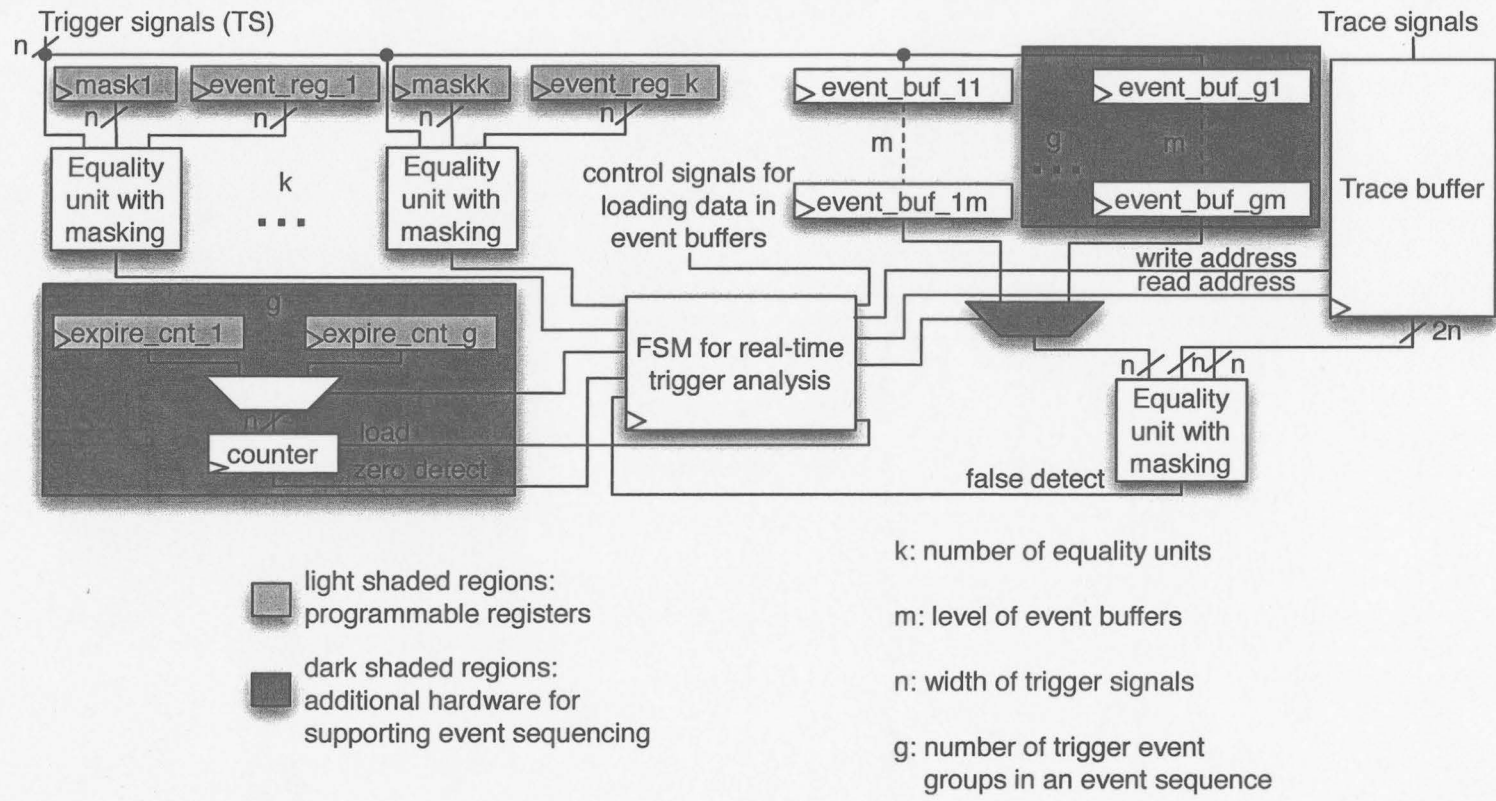 Trigger signals (TS)
Trace signals
n
mask1
event_reg_1
maskk
event_reg_k
event_buf_11
event_buf_g1
n
n
n
n
m
g
m
Equality
unit with
masking
k
...
Equality
unit with
masking
control signals for
loading data in
event buffers
event_buf_1m
...
event_buf_gm
Trace buffer
write address
read address
g
expire_cnt_1
expire_cnt_g
FSM for real-time
trigger analysis
2n
n
n
n
n
Equality
unit with
masking
load
counter
zero detect
false detect
k: number of equality units
light shaded regions:
programmable registers
m: level of event buffers
dark shaded regions:
additional hardware for
supporting event sequencing
n: width of trigger signals
g: number of trigger event
groups in an event sequence